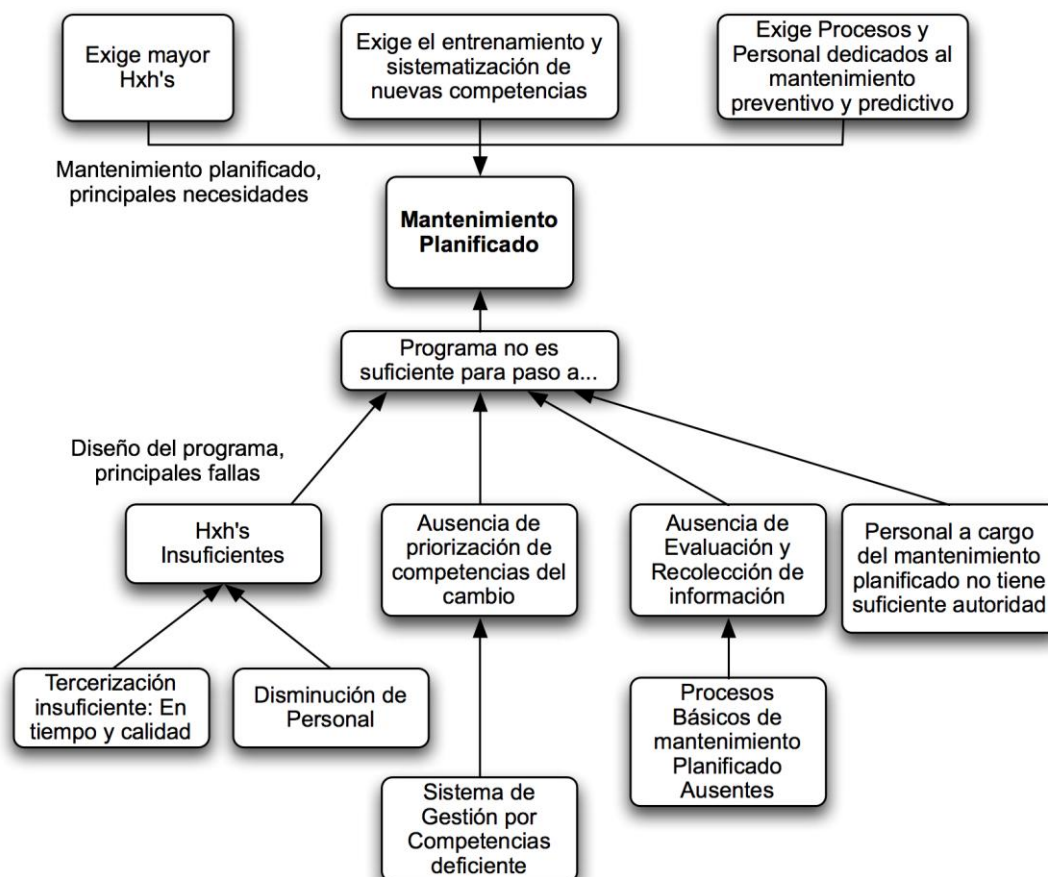 Exige mayor
Hxh's
Exige el entrenamiento y
sistematización de
nuevas competencias
Exige Procesos y
Personal dedicados al
mantenimiento
preventivo y predictivo
Mantenimiento planificado,
principales necesidades
Mantenimiento
Planificado
Programa no es
suficiente para paso a...
Diseño del programa,
principales fallas
Hxh's
Insuficientes
Ausencia de
priorización de
competencias del
cambio
Ausencia de
Evaluación y
Recolección de
información
Personal a cargo
del mantenimiento
planificado no tiene
suficiente autoridad
Tercerización
insuficiente: En
tiempo y calidad
Disminución de
Personal
Procesos
Básicos de
mantenimiento
Planificado
Ausentes
Sistema de
Gestión por
Competencias
deficiente